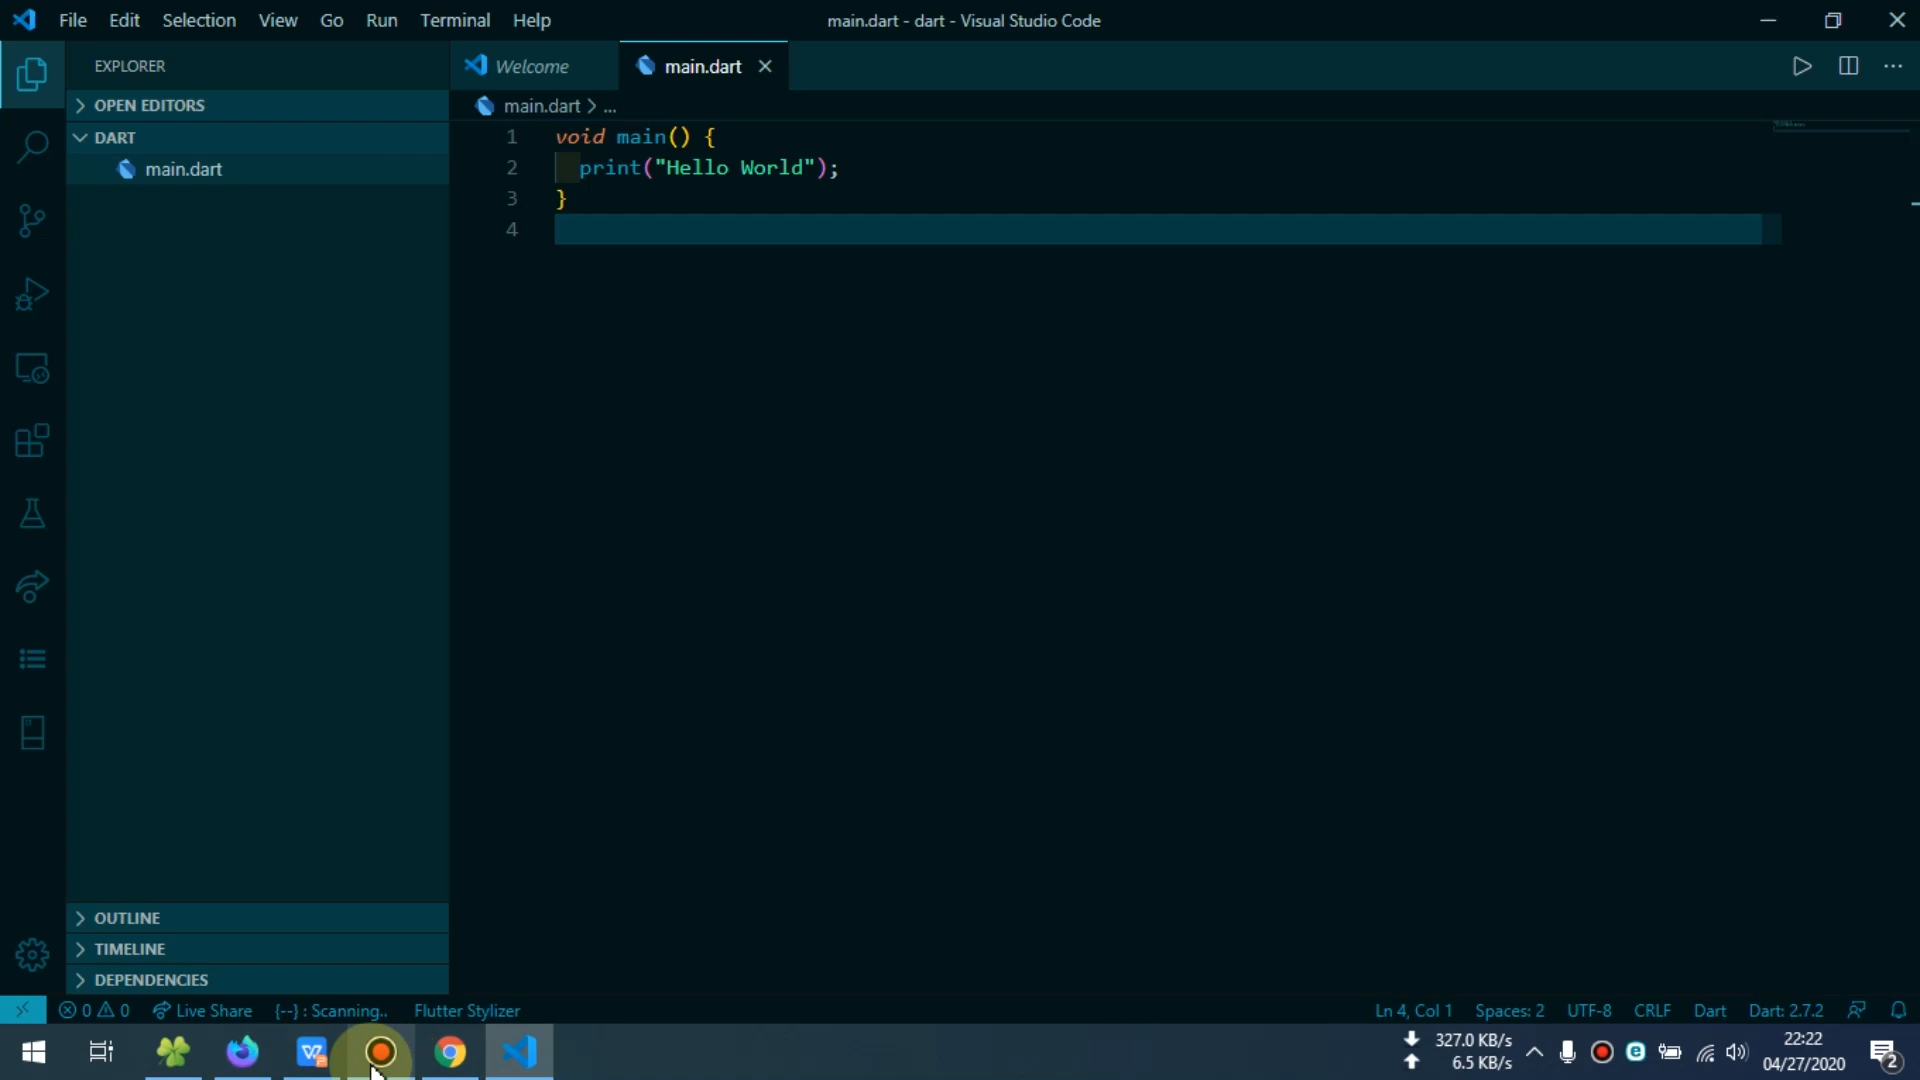 File Edit Selection View Go Run Terminal Help
main.dart - dart - Visual Studio Code
EXPLORER
Welcome
main.dart
OPEN EDITORS
main.dart > ...
DART
main.dart
1 void main() {
2 print("Hello World");
3 }
4
OUTLINE
TIMELINE
DEPENDENCIES
0 0 Live Share {--} : Scanning.. Flutter Stylizer
Ln 4, Col 1 Spaces: 2 UTF-8 CRLF Dart Dart: 2.7.2
327.0 KB/s
6.5 KB/s
22:22
04/27/2020
2